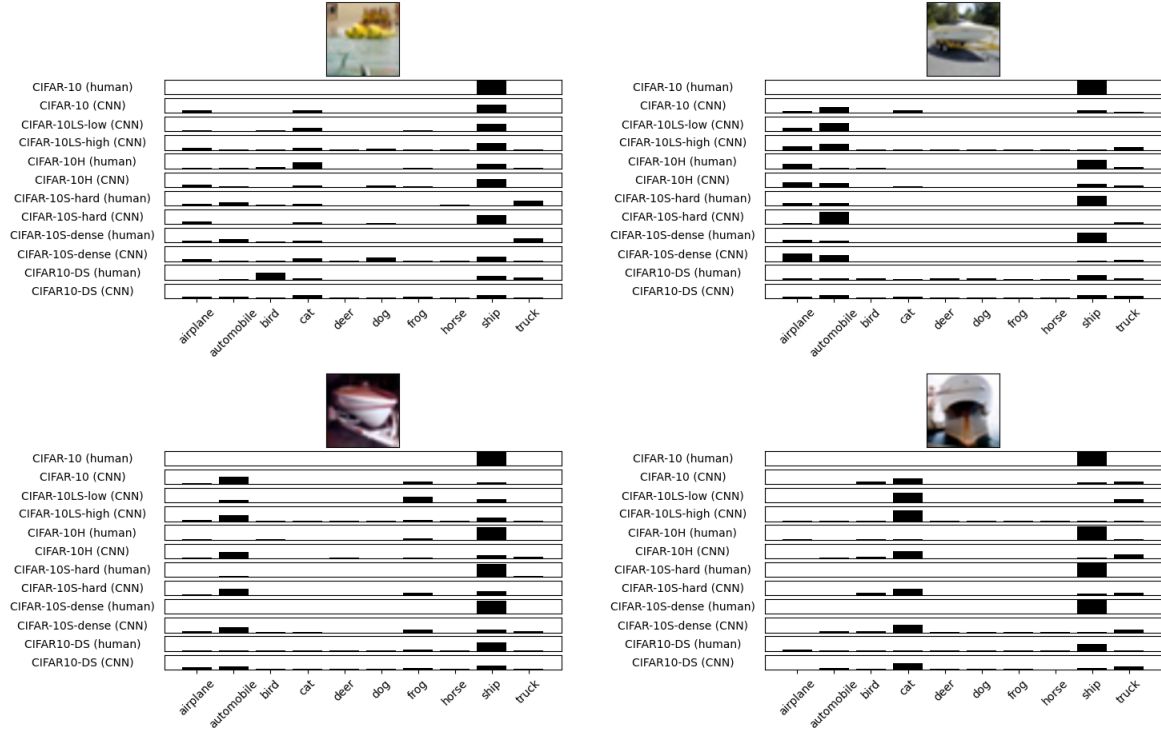 CIFAR-10 (human)
CIFAR-10 (CNN)
CIFAR-10LS-low (CNN)
CIFAR-10LS-high (CNN)
CIFAR-10H (human)
CIFAR-10H (CNN)
CIFAR-10S-hard (human)
CIFAR-10S-hard (CNN)
CIFAR-10S-dense (human)
CIFAR-10S-dense (CNN)
CIFAR10-DS (human)
CIFAR10-DS (CNN)
airplane
automobile
bird
cat
deer
dog
frog
horse
ship
truck
CIFAR-10 (human)
CIFAR-10 (CNN)
CIFAR-10LS-low (CNN)
CIFAR-10LS-high (CNN)
CIFAR-10H (human)
CIFAR-10H (CNN)
CIFAR-10S-hard (human)
CIFAR-10S-hard (CNN)
CIFAR-10S-dense (human)
CIFAR-10S-dense (CNN)
CIFAR10-DS (human)
CIFAR10-DS (CNN)
airplane
automobile
bird
cat
deer
dog
frog
horse
ship
truck
CIFAR-10 (human)
CIFAR-10 (CNN)
CIFAR-10LS-low (CNN)
CIFAR-10LS-high (CNN)
CIFAR-10H (human)
CIFAR-10H (CNN)
CIFAR-10S-hard (human)
CIFAR-10S-hard (CNN)
CIFAR-10S-dense (human)
CIFAR-10S-dense (CNN)
CIFAR10-DS (human)
CIFAR10-DS (CNN)
airplane
automobile
bird
cat
deer
dog
frog
horse
ship
truck
CIFAR-10 (human)
CIFAR-10 (CNN)
CIFAR-10LS-low (CNN)
CIFAR-10LS-high (CNN)
CIFAR-10H (human)
CIFAR-10H (CNN)
CIFAR-10S-hard (human)
CIFAR-10S-hard (CNN)
CIFAR-10S-dense (human)
CIFAR-10S-dense (CNN)
CIFAR10-DS (human)
CIFAR10-DS (CNN)
airplane
automobile
bird
cat
deer
dog
frog
horse
ship
truck